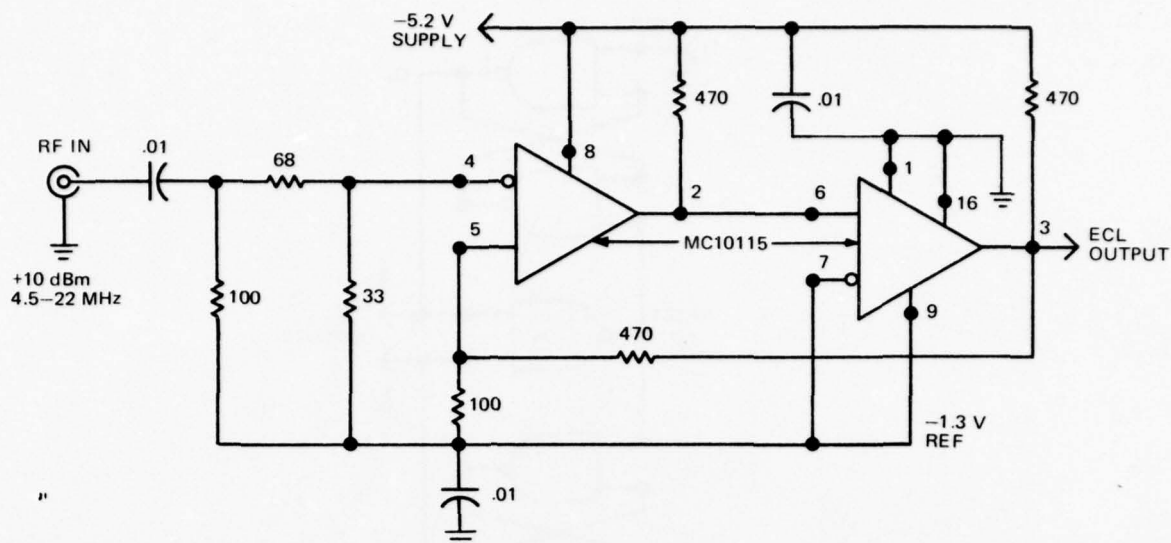 −5.2 V
SUPPLY
470
.01
470
RF IN
.01
68
4
8
1
2
6
16
3
ECL
OUTPUT
5
MC10115
7
+10 dBm
4.5−22 MHz
100
33
9
470
100
−1.3 V
REF
.01